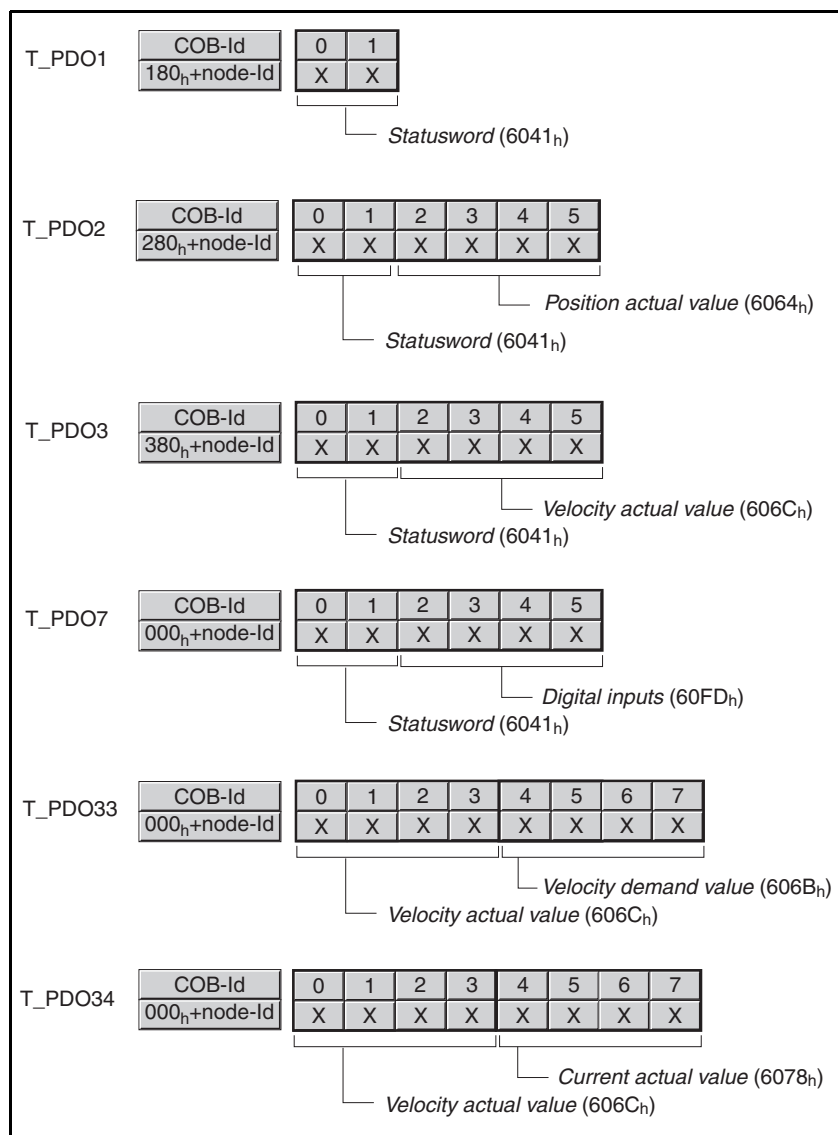 T_PDO1
COB-Id
180h+node-Id
0 1
X X
Statusword (6041h)
T_PDO2
COB-Id
280h+node-Id
0 1 2 3 4 5
X X X X X X
Position actual value (6064h)
Statusword (6041h)
T_PDO3
COB-Id
380h+node-Id
0 1 2 3 4 5
X X X X X X
Velocity actual value (606Ch)
Statusword (6041h)
T_PDO7
COB-Id
000h+node-Id
0 1 2 3 4 5
X X X X X X
Digital inputs (60FDh)
Statusword (6041h)
T_PDO33
COB-Id
000h+node-Id
0 1 2 3 4 5 6 7
X X X X X X X X
Velocity demand value (606Bh)
Velocity actual value (606Ch)
T_PDO34
COB-Id
000h+node-Id
0 1 2 3 4 5 6 7
X X X X X X X X
Current actual value (6078h)
Velocity actual value (606Ch)